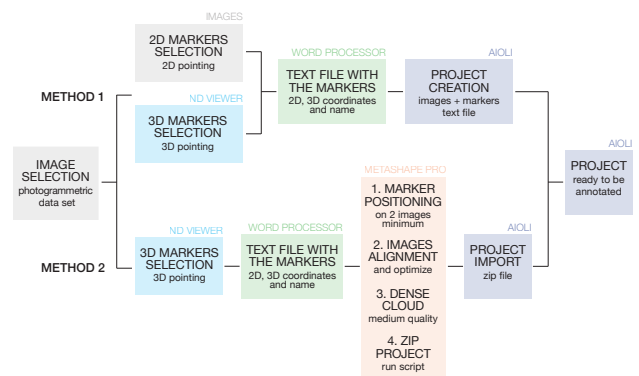 IMAGES
2D MARKERS
SELECTION
2D pointing
METHOD 1
ND VIEWER
3D MARKERS
SELECTION
3D pointing
WORD PROCESSOR
TEXT FILE WITH
THE MARKERS
2D, 3D coordinates
and name
AIOLI
PROJECT
CREATION
images + markers
text file
IMAGE
SELECTION
photogrammetric
data set
METHOD 2
ND VIEWER
3D MARKERS
SELECTION
3D pointing
WORD PROCESSOR
TEXT FILE WITH
THE MARKERS
2D, 3D coordinates
and name
METASHAPE PRO
1. MARKER
POSITIONING
on 2 images
minimum
2. IMAGES
ALIGNMENT
and optimize
3. DENSE
CLOUD
medium quality
4. ZIP
PROJECT
run script
AIOLI
PROJECT
IMPORT
zip file
AIOLI
PROJECT
ready to be
annotated